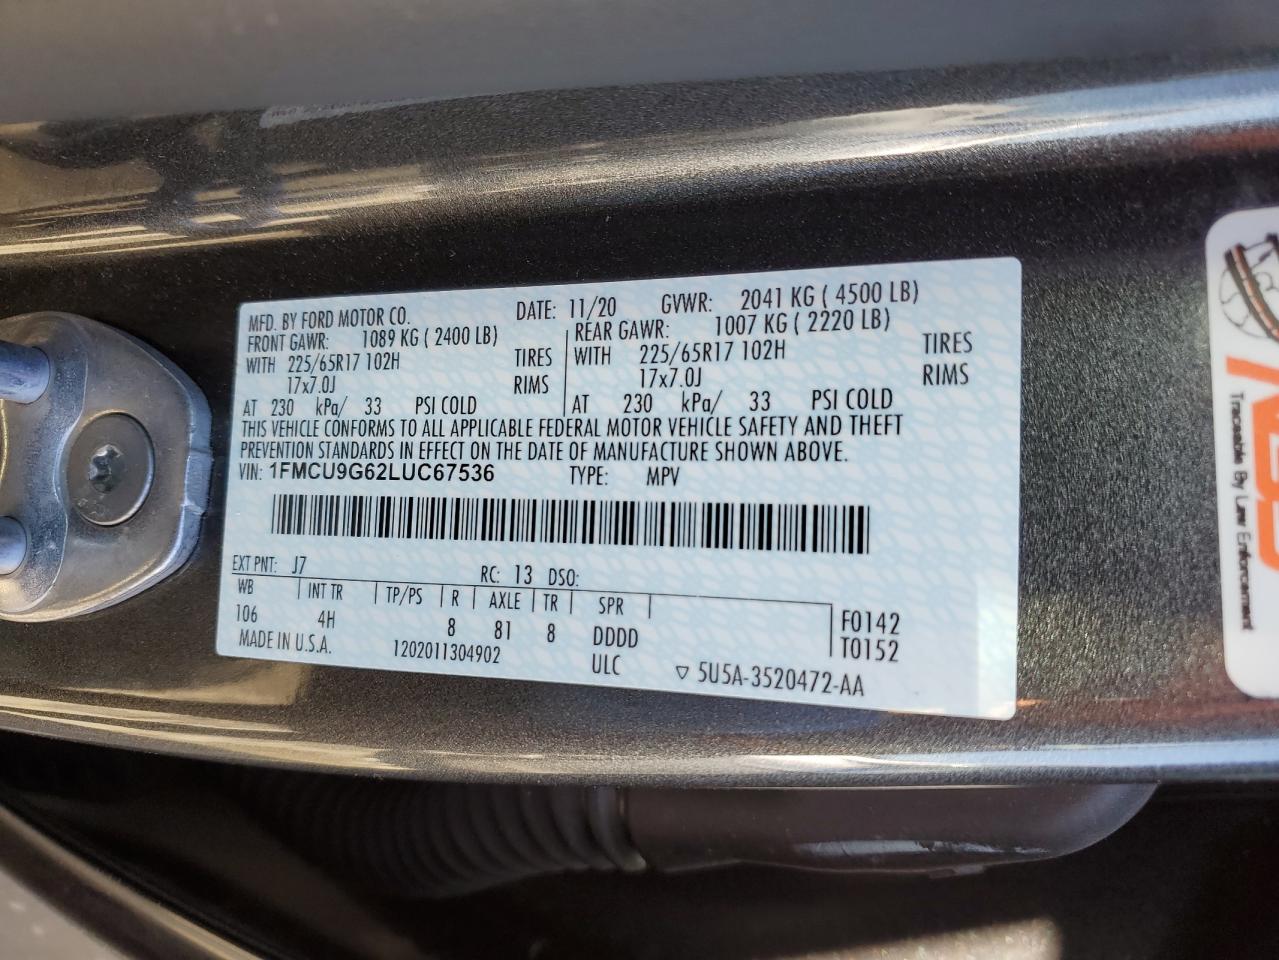 MFD. BY FORD MOTOR CO. DATE: 11/20 GVWR: 2041 KG ( 4500 LB)
FRONT GAWR: 1089 KG ( 2400 LB) REAR GAWR: 1007 KG ( 2220 LB)
WITH 225/65R17 102H TIRES WITH 225/65R17 102H TIRES
17x7.0J RIMS 17x7.0J RIMS
AT 230 kPa/ 33 PSI COLD AT 230 kPa/ 33 PSI COLD
THIS VEHICLE CONFORMS TO ALL APPLICABLE FEDERAL MOTOR VEHICLE SAFETY AND THEFT
PREVENTION STANDARDS IN EFFECT ON THE DATE OF MANUFACTURE SHOWN ABOVE.
VIN: 1FMCU9G62LUC67536 TYPE: MPV
EXT PNT: J7 RC: 13 DSO:
WB INT TR TP/PS R AXLE TR SPR
106 4H 8 81 8 DDDD F0142
T0152
MADE IN U.S.A. 1202011304902 ULC ▽ 5U5A-3520472-AA
Traceable By Law Enforcement